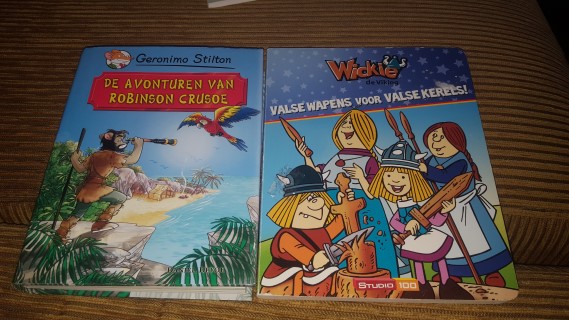 Geronimo Stilton
DE AVONTUREN VAN
ROBINSON CRUSOE
Wickie
de Viking
VALSE WAPENS VOOR VALSE KERELS!
STUDIO 100